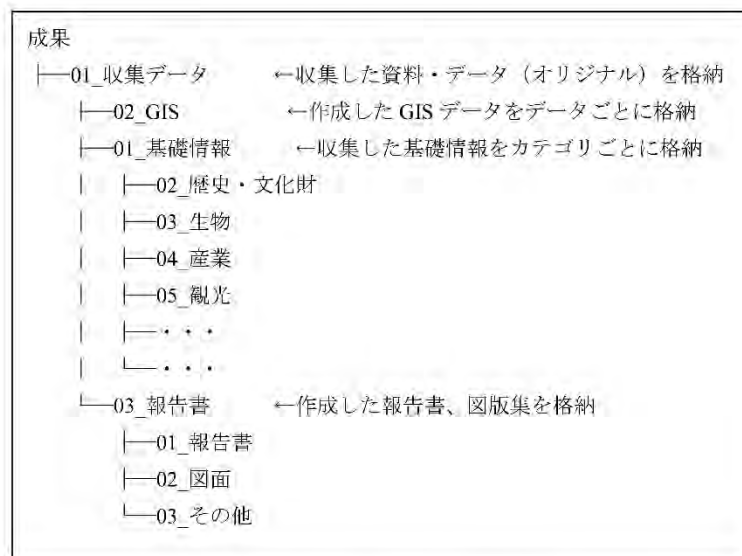 成果
├──01_収集データ ←収集した資料・データ（オリジナル）を格納
├──02_GIS ←作成した GIS データをデータごとに格納
├──01_基礎情報 ←収集した基礎情報をカテゴリごとに格納
│ ├──02_歴史・文化財
│ ├──03_生物
│ ├──04_産業
│ ├──05_観光
│ ├──・・・
│ └──・・・
└──03_報告書 ←作成した報告書、図版集を格納
├──01_報告書
├──02_図面
└──03_その他